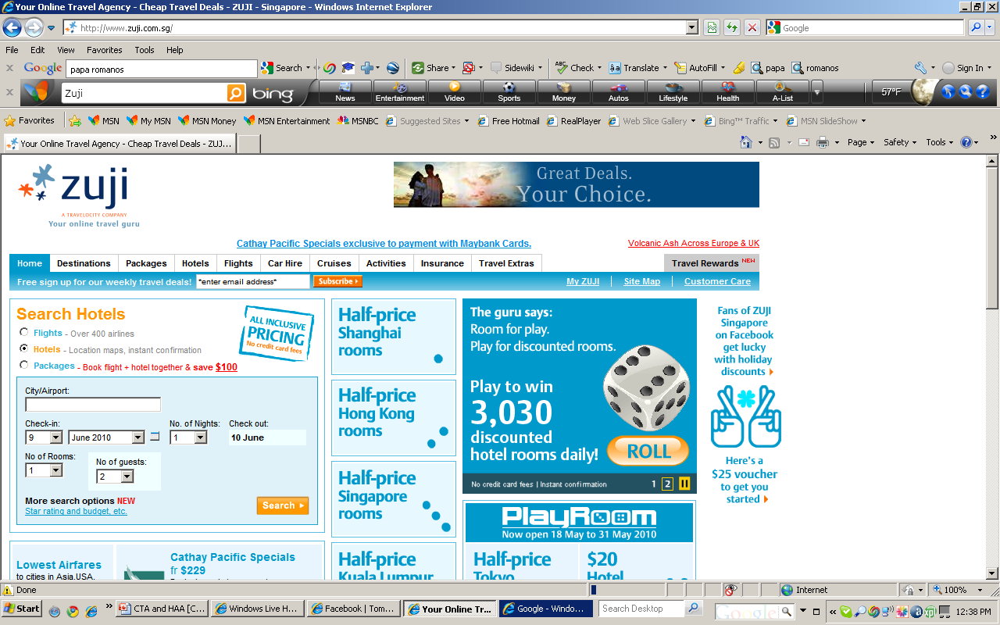 Your Online Travel Agency - Cheap Travel Deals - ZUJI - Singapore - Windows Internet Explorer
http://www.zuji.com.sg/
Google
File Edit View Favorites Tools Help
Google papa romanos Search Share Sidewiki Check Translate AutoFill papa romanos Sign In
Zuji bing News Entertainment Video Sports Money Autos Lifestyle Health A-List 57°F
Favorites MSN My MSN MSN Money MSN Entertainment MSNBC Suggested Sites Free Hotmail RealPlayer Web Slice Gallery Bing™ Traffic MSN SlideShow
Your Online Travel Agency - Cheap Travel Deals - ZUJ...
Page Safety Tools
zuji
A TRAVELOCITY COMPANY
Your online travel guru
Great Deals.
Your Choice.
Cathay Pacific Specials exclusive to payment with Maybank Cards.
Volcanic Ash Across Europe & UK
Home Destinations Packages Hotels Flights Car Hire Cruises Activities Insurance Travel Extras Travel Rewards NEW
Free sign up for our weekly travel deals! *enter email address* Subscribe My ZUJI | Site Map | Customer Care
Search Hotels
Flights - Over 400 airlines
Hotels - Location maps, instant confirmation
Packages - Book flight + hotel together & save $100
ALL INCLUSIVE
PRICING
No credit card fees
City/Airport:
Check-in: No. of Nights: Check out:
9 June 2010 1 10 June
No of Rooms: No of guests:
1 2
More search options NEW
Star rating and budget, etc.
Search
Half-price
Shanghai
rooms
Half-price
Hong Kong
rooms
Half-price
Singapore
rooms
Half-price
Kuala Lumpur
The guru says:
Room for play.
Play for discounted rooms.
Play to win
3,030
discounted
hotel rooms daily!
ROLL
No credit card fees | Instant confirmation 1 2
Fans of ZUJI
Singapore
on Facebook
get lucky
with holiday
discounts
Here's a
$25 voucher
to get you
started
PlayRoom
Now open 18 May to 31 May 2010
Half-price
Tokyo
$20
Hotel
Lowest Airfares
to cities in Asia,USA,
Cathay Pacific Specials
fr $229
Done Internet 100%
Start CTA and HAA [C... Windows Live H... Facebook | Tom... Your Online Tr... Google - Windo... Search Desktop Google 12:38 PM